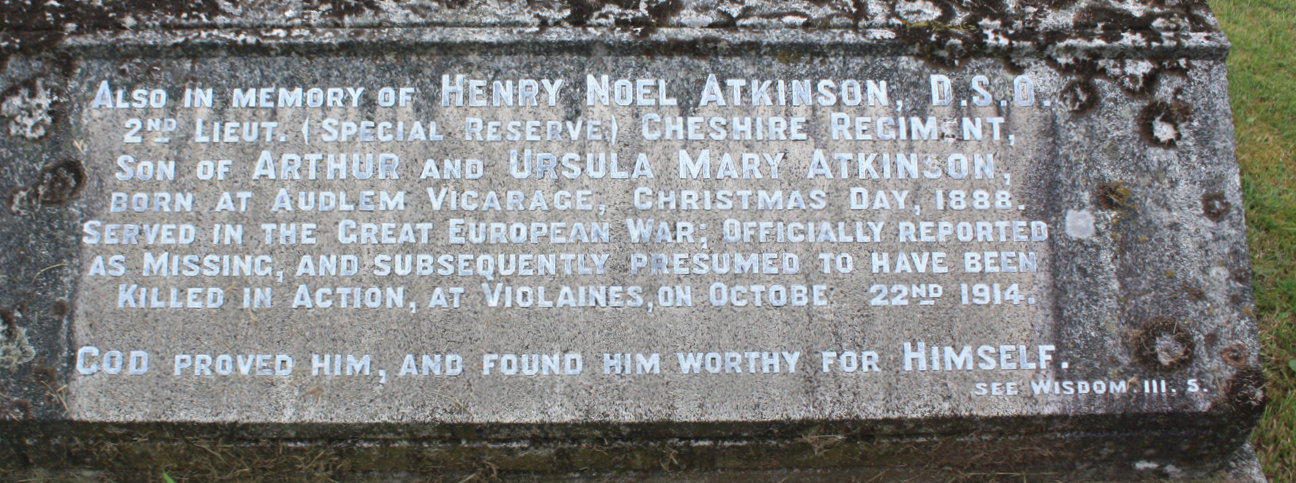 ALSO IN MEMORY OF HENRY NOEL ATKINSON, D.S.O.
2ND LIEUT. (SPECIAL RESERVE) CHESHIRE REGIMENT,
SON OF ARTHUR AND URSULA MARY ATKINSON,
BORN AT AUDLEM VICARAGE, CHRISTMAS DAY, 1888.
SERVED IN THE GREAT EUROPEAN WAR; OFFICIALLY REPORTED
AS MISSING, AND SUBSEQUENTLY PRESUMED TO HAVE BEEN
KILLED IN ACTION, AT VIOLAINES, ON OCTOBE 22ND 1914.
GOD PROVED HIM, AND FOUND HIM WORTHY FOR HIMSELF.
SEE WISDOM III. 5.